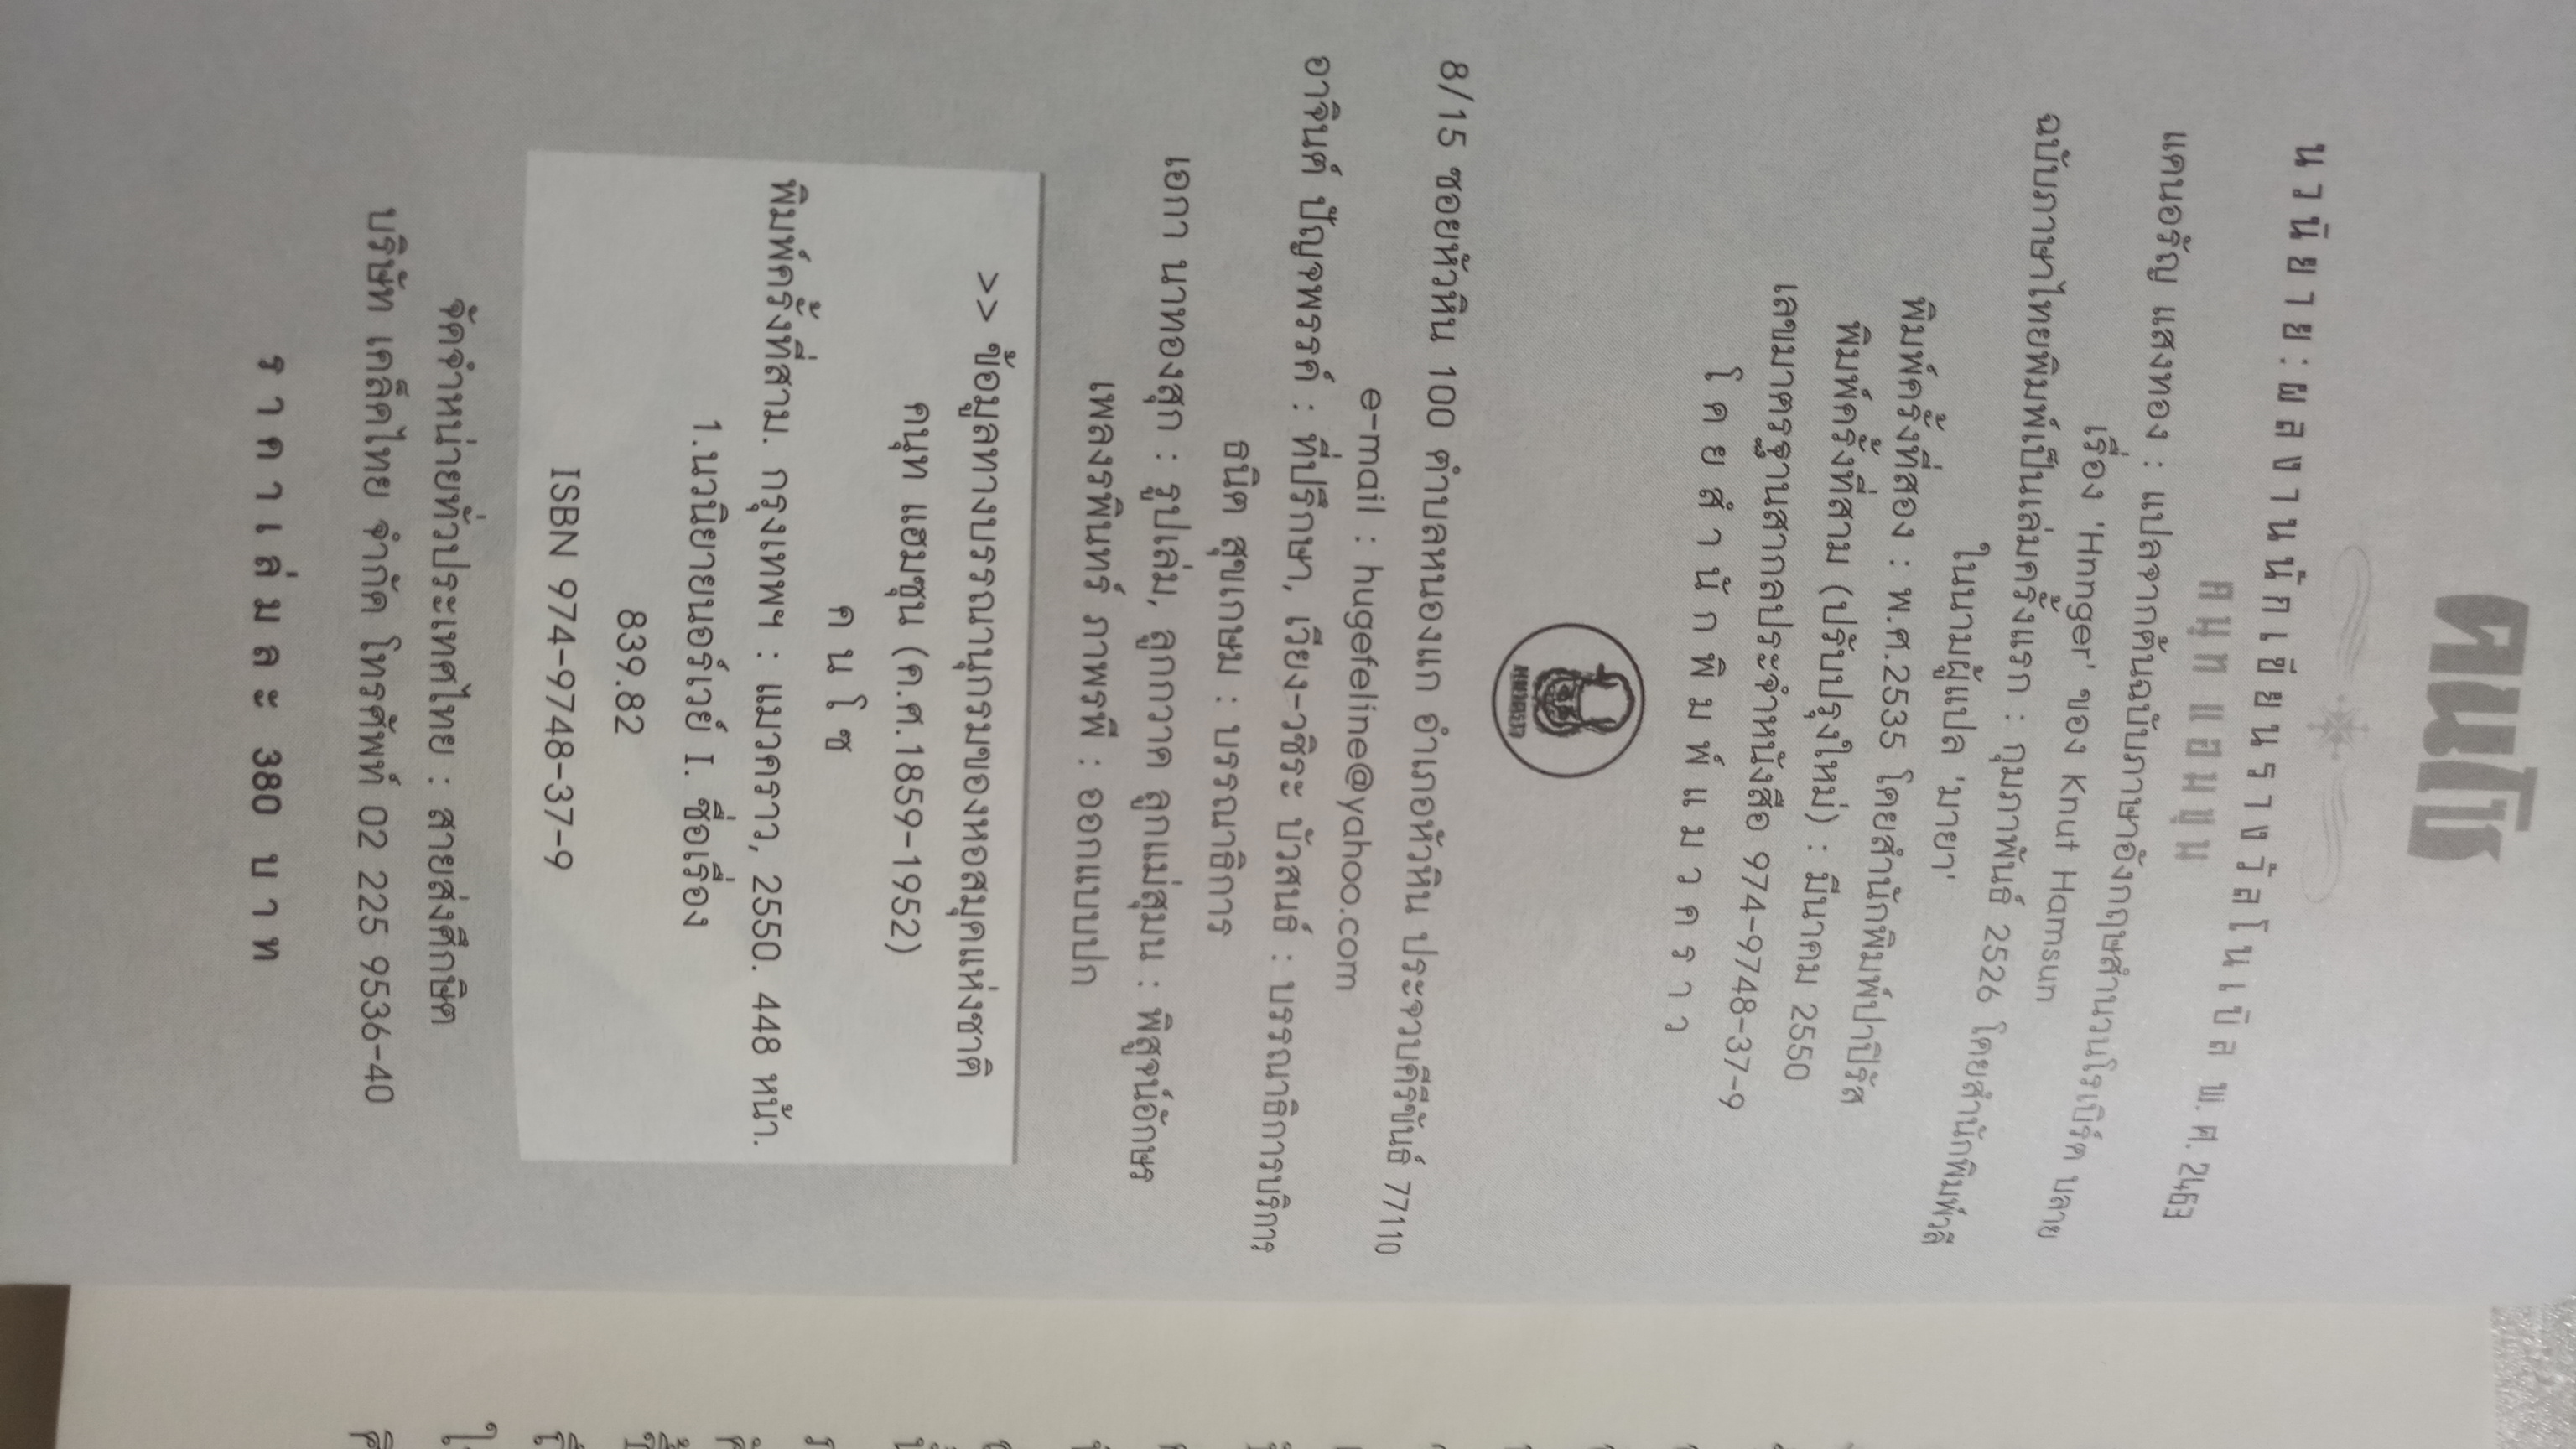 คนโซ
นวนิยาย:ผลงานนักเขียนรางวัลโนเบิล พ.ศ. 2463
คนุท แฮมซุน
แดนอรัญ แสงทอง : แปลจากต้นฉบับภาษาอังกฤษสำนวนโรเบิร์ต บลาย
เรื่อง 'Hnnger' ของ Knut Hamsun
ฉบับภาษาไทยพิมพ์เป็นเล่มครั้งแรก : กุมภาพันธ์ 2526 โดยสำนักพิมพ์วลี
ในนามผู้แปล 'มายา'
พิมพ์ครั้งที่สอง : พ.ศ.2535 โดยสำนักพิมพ์ปาปิรัส
พิมพ์ครั้งที่สาม (ปรับปรุงใหม่) : มีนาคม 2550
เลขมาตรฐานสากลประจำหนังสือ 974-9748-37-9
โดยสำนักพิมพ์แมวคราว
แมวคราว
8/15 ซอยหัวหิน 100 ตำบลหนองแก อำเภอหัวหิน ประจวบคีรีขันธ์ 77110
e-mail : hugefeline@yahoo.com
อาจินต์ ปัญจพรรค์ : ที่ปรึกษา, เวียง-วชิระ บัวสนธ์ : บรรณาธิการบริการ
ธนิต สุขเกษม : บรรณาธิการ
เอกา นาทองสุก : รูปเล่ม, ลูกกวาด ลูกแม่สุมน : พิสูจน์อักษร
เพลงรพินทร์ ภาพรพี : ออกแบบปก
>> ข้อมูลทางบรรณานุกรมของหอสมุดแห่งชาติ
คนุท แฮมซุน (ค.ศ.1859-1952)
คนโซ
พิมพ์ครั้งที่สาม. กรุงเทพฯ : แมวคราว, 2550. 448 หน้า.
1.นวนิยายนอร์เวย์ I. ชื่อเรื่อง
839.82
ISBN 974-9748-37-9
จัดจำหน่ายทั่วประเทศไทย : สายส่งศึกษิต
บริษัท เคล็ดไทย จำกัด โทรศัพท์ 02 225 9536-40
ราคาเล่มละ 380 บาท